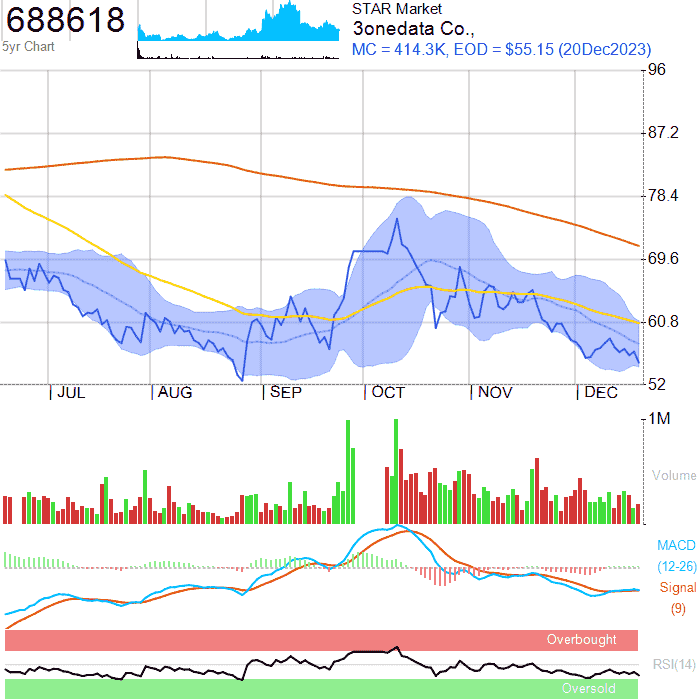 688618
5yr Chart
STAR Market
3onedata Co.,
MC = 414.3K, EOD = $55.15 (20Dec2023)
96
87.2
78.4
69.6
60.8
52
JUL AUG SEP OCT NOV DEC
1M
Volume
MACD
(12-26)
Signal
(9)
Overbought
RSI(14)
Oversold